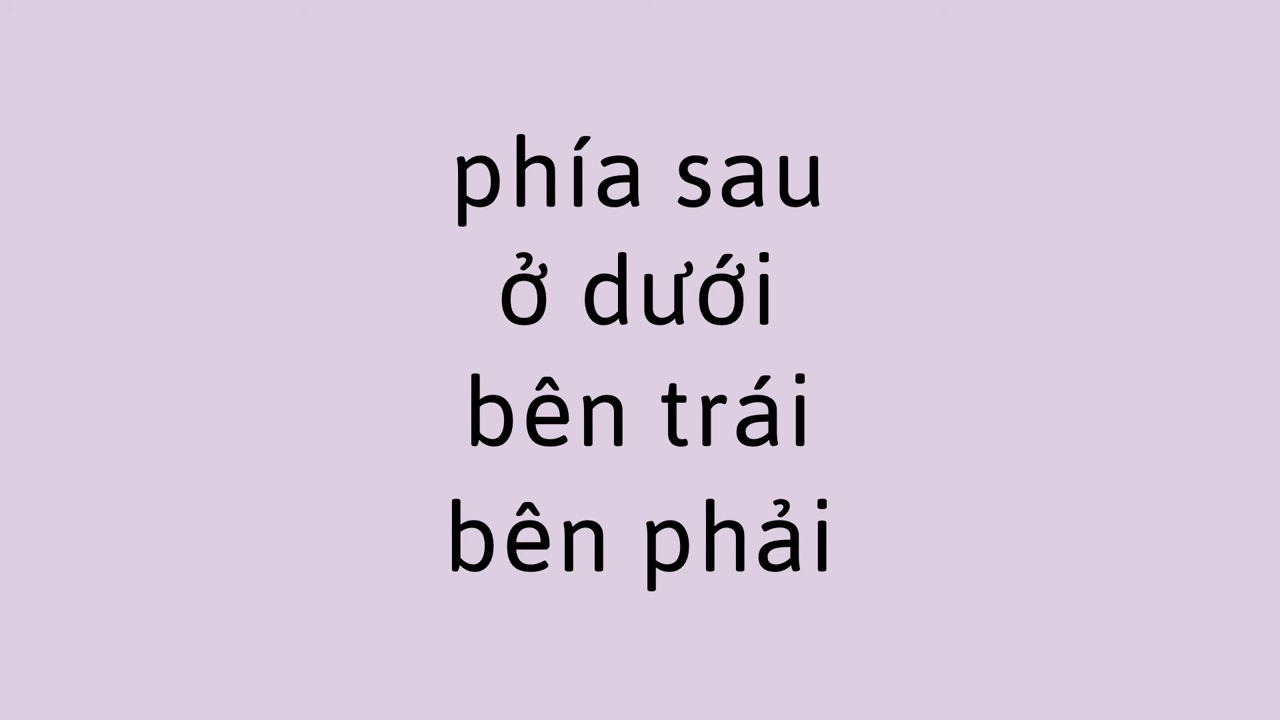 phía sau
ở dưới
bên trái
bên phải